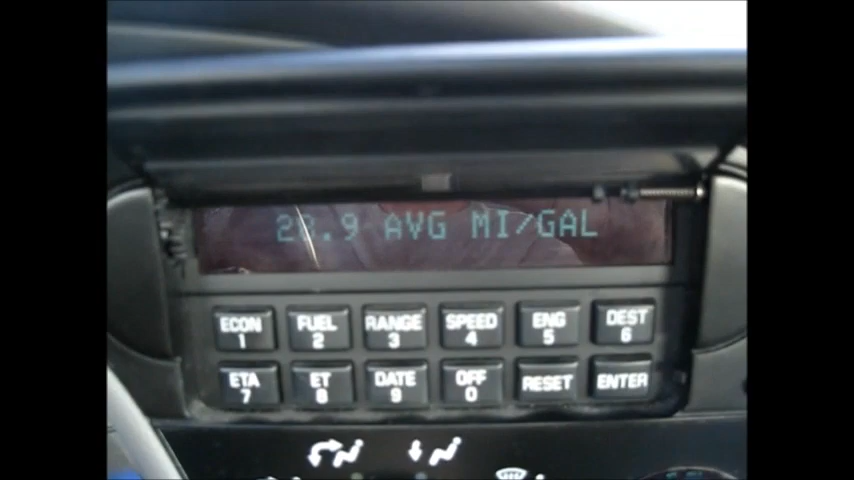 28.9 AVG MI/GAL
ECON FUEL RANGE SPEED ENG DEST
1 2 3 4 5 6
ETA ET DATE OFF RESET ENTER
7 8 9 0